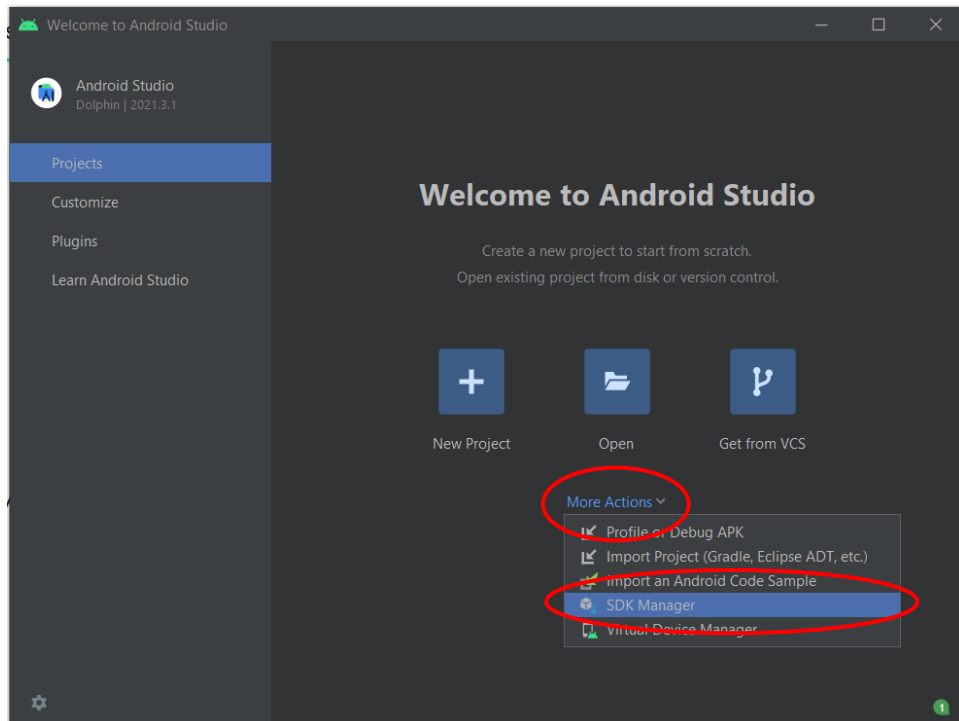 Welcome to Android Studio
Android Studio
Dolphin | 2021.3.1
Projects
Customize
Plugins
Learn Android Studio
Welcome to Android Studio
Create a new project to start from scratch.
Open existing project from disk or version control.
New Project
Open
Get from VCS
More Actions
Profile or Debug APK
Import Project (Gradle, Eclipse ADT, etc.)
Import an Android Code Sample
SDK Manager
Virtual Device Manager
1